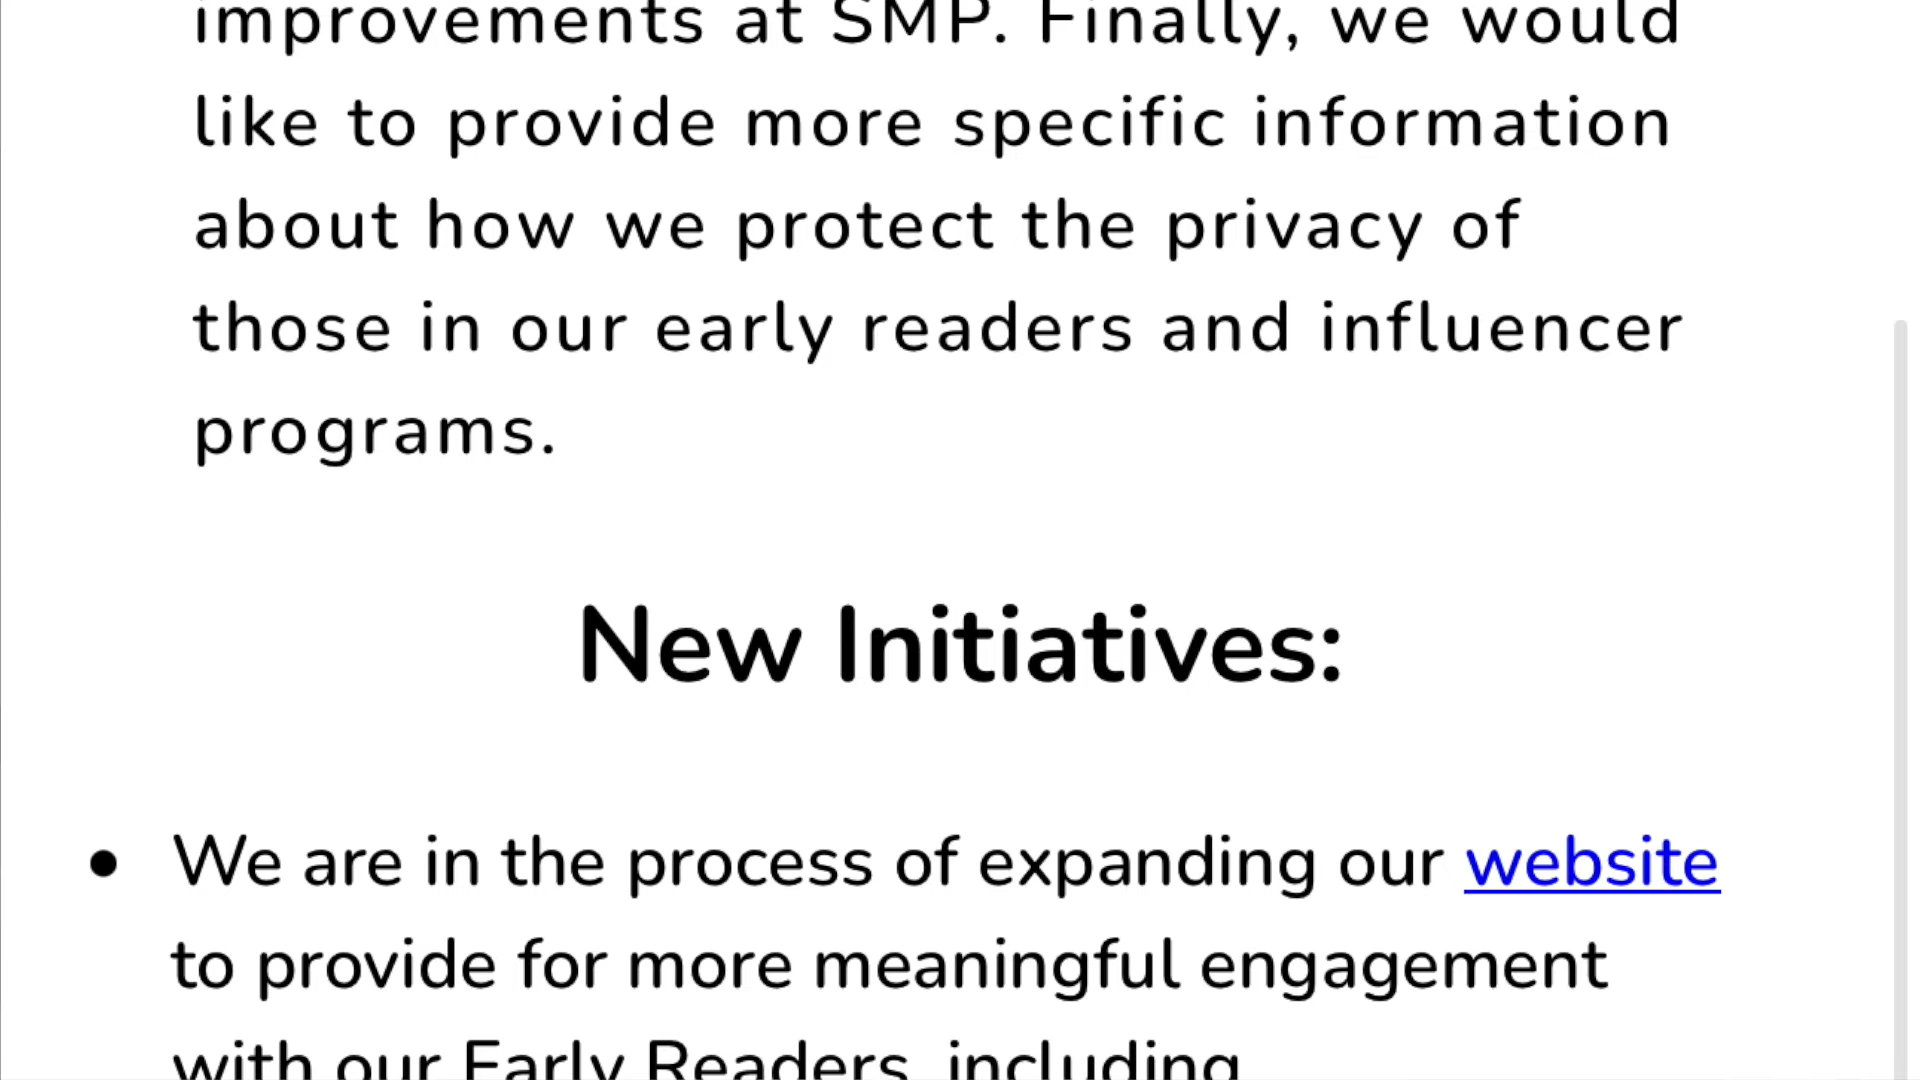 improvements at SMP. Finally, we would
like to provide more specific information
about how we protect the privacy of
those in our early readers and influencer
programs.
New Initiatives:
• We are in the process of expanding our website
to provide for more meaningful engagement
with our Early Readers, including